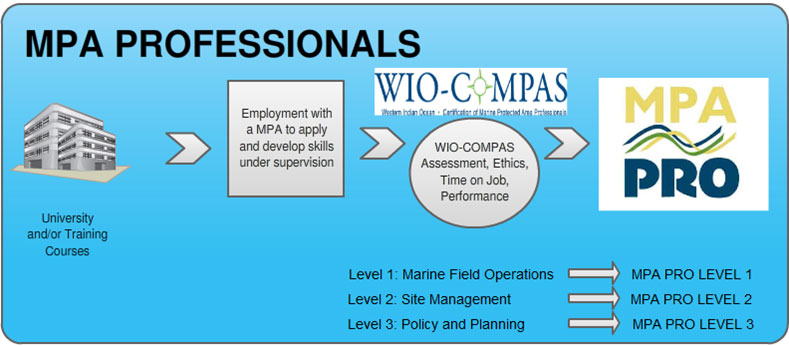 MPA PROFESSIONALS
University
and/or Training
Courses
Employment with
a MPA to apply
and develop skills
under supervision
WIO-COMPAS
Western Indian Ocean - Certification of Marine Protected Area Professionals
WIO-COMPAS
Assessment, Ethics,
Time on Job,
Performance
MPA
PRO
Level 1: Marine Field Operations MPA PRO LEVEL 1
Level 2: Site Management MPA PRO LEVEL 2
Level 3: Policy and Planning MPA PRO LEVEL 3